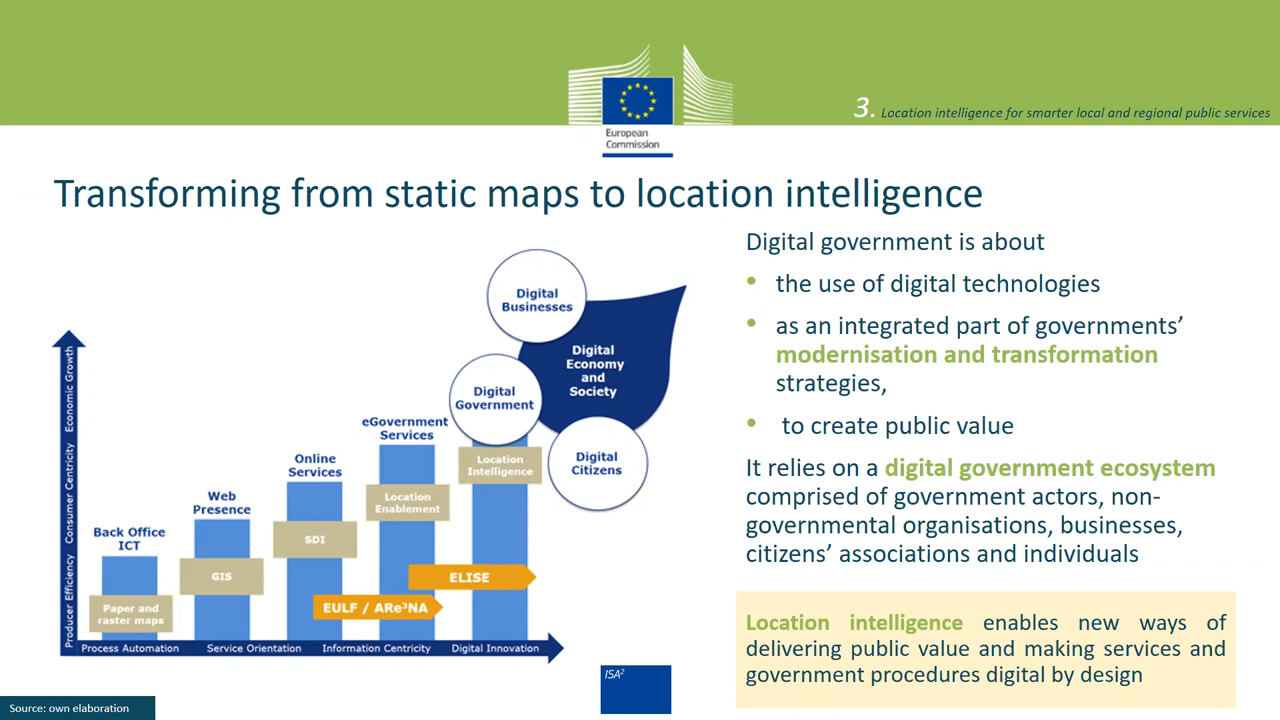 European
Commission
3. Location intelligence for smarter local and regional public services
Transforming from static maps to location intelligence
Digital government is about
• the use of digital technologies
• as an integrated part of governments’
modernisation and transformation
strategies,
• to create public value
It relies on a digital government ecosystem
comprised of government actors, non-
governmental organisations, businesses,
citizens’ associations and individuals
Location intelligence enables new ways of
delivering public value and making services and
government procedures digital by design
Digital
Businesses
Digital
Economy
and
Society
Digital
Government
Digital
Citizens
eGovernment
Services
Location
Intelligence
Online
Services
Location
Enablement
Web
Presence
SDI
Back Office
ICT
GIS
Paper and
raster maps
ELISE
EULF / ARe³NA
Producer Efficiency Consumer Centricity Economic Growth
Process Automation Service Orientation Information Centricity Digital Innovation
ISA²
Source: own elaboration